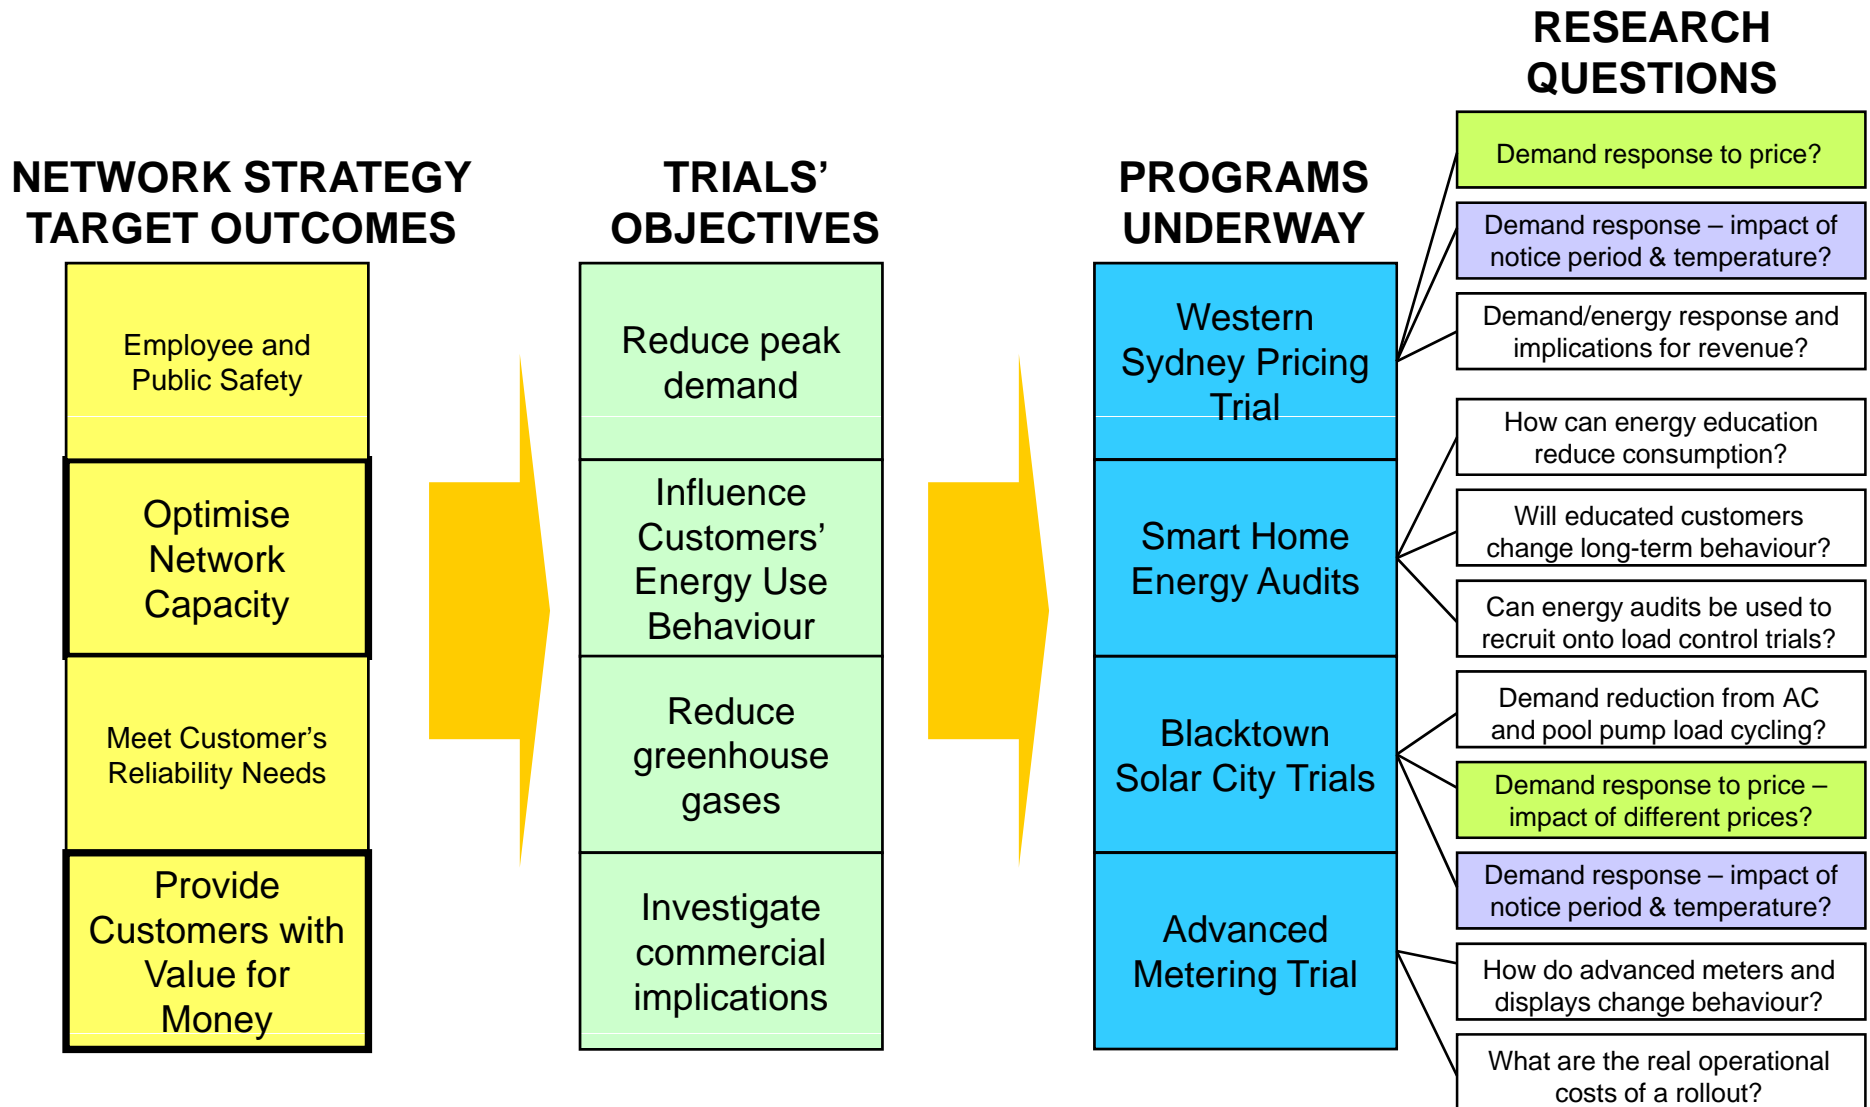 NETWORK STRATEGY
TARGET OUTCOMES
Employee and
Public Safety
Optimise
Network
Capacity
Meet Customer's
Reliability Needs
Provide
Customers with
Value for
Money
TRIALS’
OBJECTIVES
Reduce peak
demand
Influence
Customers’
Energy Use
Behaviour
Reduce
greenhouse
gases
Investigate
commercial
implications
PROGRAMS
UNDERWAY
Western
Sydney Pricing
Trial
Smart Home
Energy Audits
Blacktown
Solar City Trials
Advanced
Metering Trial
RESEARCH
QUESTIONS
Demand response to price?
Demand response – impact of
notice period & temperature?
Demand/energy response and
implications for revenue?
How can energy education
reduce consumption?
Will educated customers
change long-term behaviour?
Can energy audits be used to
recruit onto load control trials?
Demand reduction from AC
and pool pump load cycling?
Demand response to price –
impact of different prices?
Demand response – impact of
notice period & temperature?
How do advanced meters and
displays change behaviour?
What are the real operational
costs of a rollout?